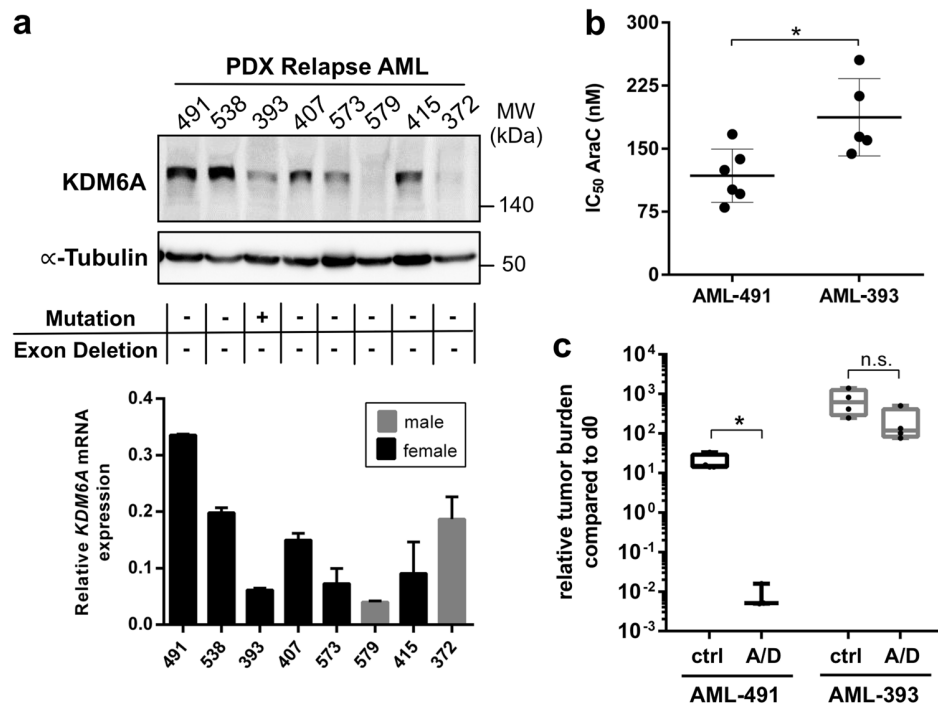 a
PDX Relapse AML
491 538 393 407 573 579 415 372
MW
(kDa)
KDM6A
140
∝-Tubulin
50
Mutation - - + - - - - -
Exon Deletion - - - - - - - -
Relative KDM6A mRNA
expression
0.4
0.3
0.2
0.1
0.0
male
female
491 538 393 407 573 579 415 372
b
IC50 AraC (nM)
300
225
150
75
0
*
AML-491 AML-393
c
relative tumor burden
compared to d0
10^4
10^3
10^2
10^1
10^0
10^-1
10^-2
10^-3
*
n.s.
ctrl A/D ctrl A/D
AML-491 AML-393